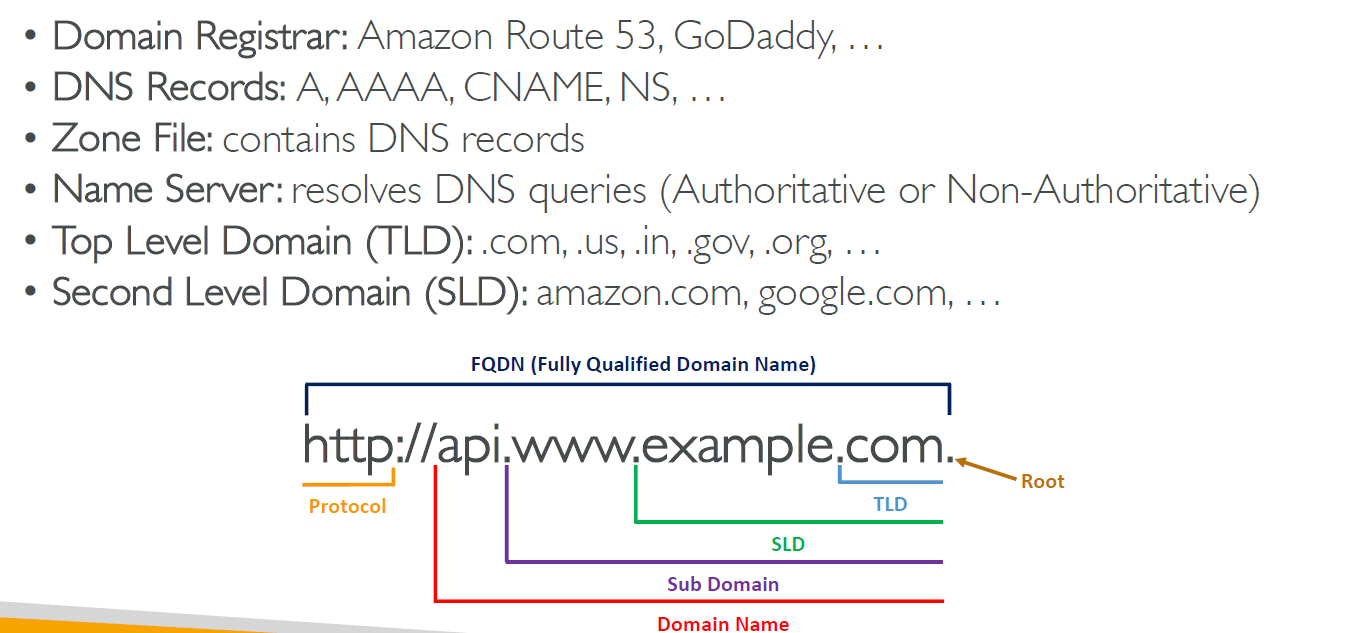 • Domain Registrar: Amazon Route 53, GoDaddy, …
• DNS Records: A, AAAA, CNAME, NS, …
• Zone File: contains DNS records
• Name Server: resolves DNS queries (Authoritative or Non-Authoritative)
• Top Level Domain (TLD): .com, .us, .in, .gov, .org, …
• Second Level Domain (SLD): amazon.com, google.com, …
FQDN (Fully Qualified Domain Name)
http://api.www.example.com.
Root
Protocol
TLD
SLD
Sub Domain
Domain Name